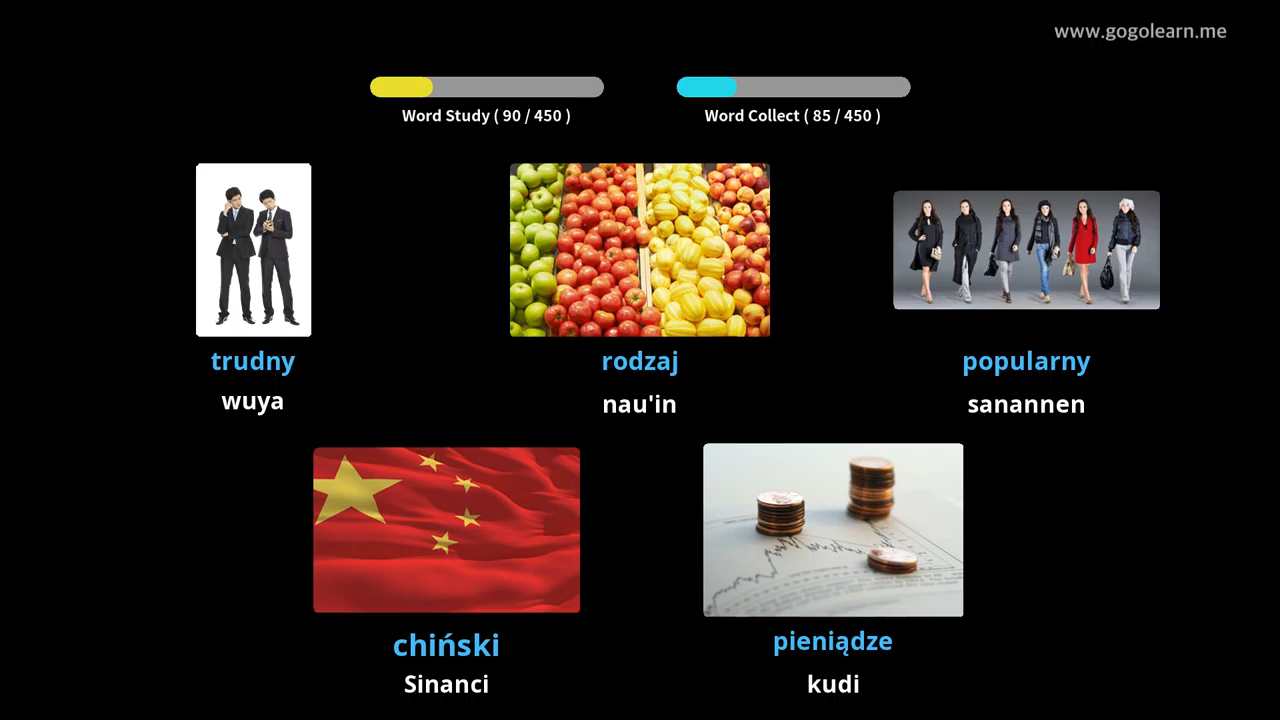 www.gogolearn.me
Word Study ( 90 / 450 )
Word Collect ( 85 / 450 )
trudny
wuya
rodzaj
nau'in
popularny
sanannen
chiński
Sinanci
pieniądze
kudi